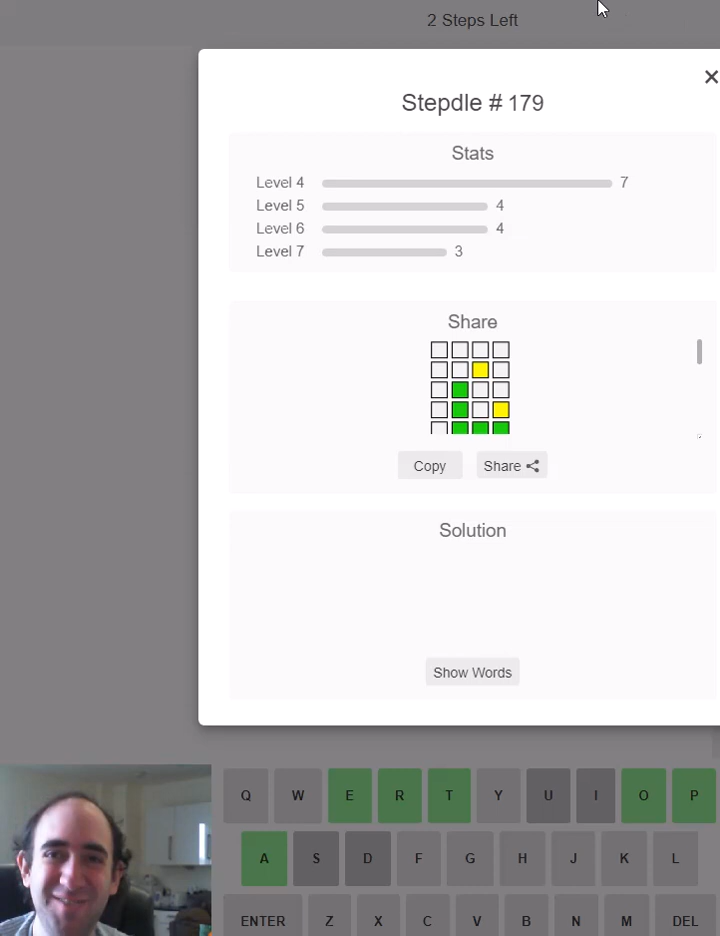 2 Steps Left
×
Stepdle # 179
Stats
Level 4 7
Level 5 4
Level 6 4
Level 7 3
Share
Copy Share
Solution
Show Words
Q W E R T Y U I O P
A S D F G H J K L
ENTER Z X C V B N M DEL